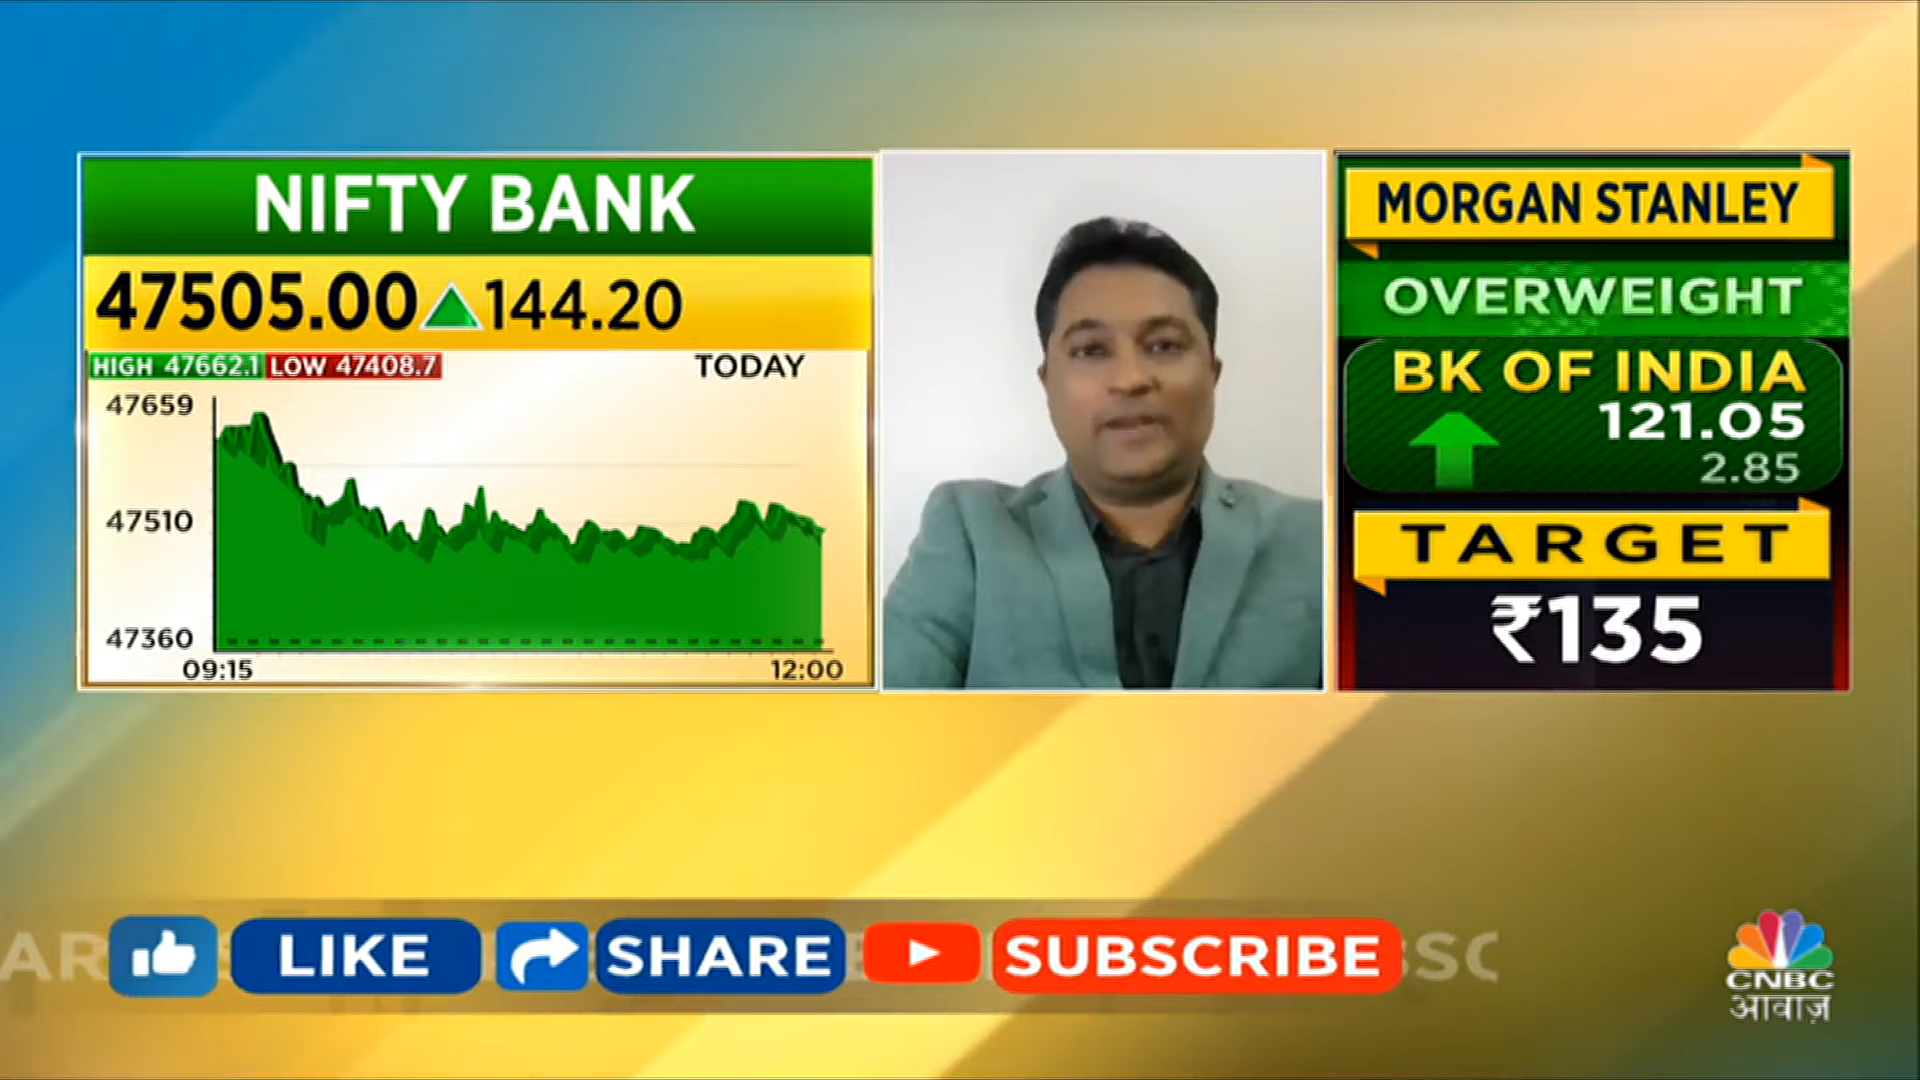 NIFTY BANK
47505.00 144.20
HIGH 47662.1 LOW 47408.7 TODAY
47659
47510
47360
09:15 12:00
MORGAN STANLEY
OVERWEIGHT
BK OF INDIA
121.05
2.85
TARGET
₹135
LIKE SHARE SUBSCRIBE
CNBC
आवाज़